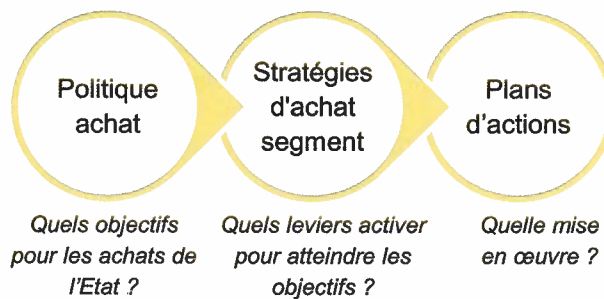 Politique
achat
Stratégies
d'achat
segment
Plans
d'actions
Quels objectifs
pour les achats de
l'Etat ?
Quels leviers activer
pour atteindre les
objectifs ?
Quelle mise
en œuvre ?